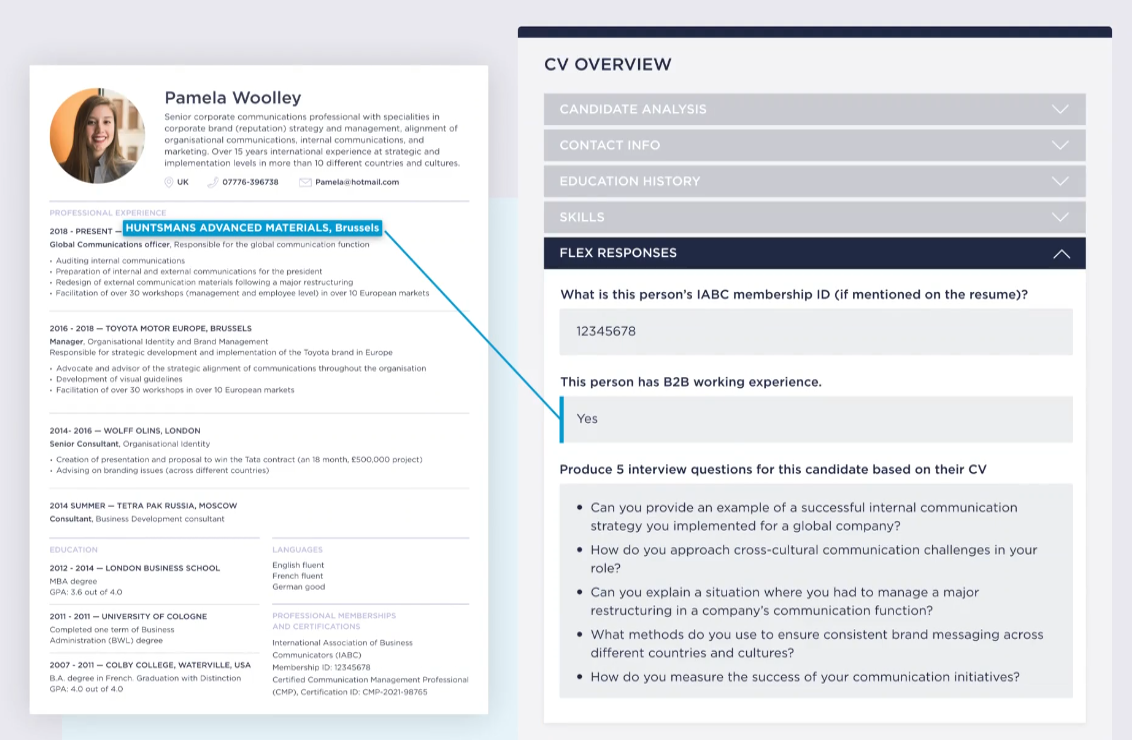 Pamela Woolley
Senior corporate communications professional with specialities in
corporate brand (reputation) strategy and management, alignment of
organisational communications, internal communications, and
marketing. Over 15 years international experience at strategic and
implementation levels in more than 10 different countries and cultures.
UK 07776-396738 Pamela@hotmail.com
PROFESSIONAL EXPERIENCE
2018 - PRESENT — HUNTSMANS ADVANCED MATERIALS, Brussels
Global Communications officer, Responsible for the global communication function
• Auditing internal communications
• Preparation of internal and external communications for the president
• Redesign of external communication materials following a major restructuring
• Facilitation of over 30 workshops (management and employee level) in over 10 European markets
2016 - 2018 — TOYOTA MOTOR EUROPE, BRUSSELS
Manager, Organisational Identity and Brand Management
Responsible for strategic development and implementation of the Toyota brand in Europe
• Advocate and advisor of the strategic alignment of communications throughout the organisation
• Development of visual guidelines
• Facilitation of over 30 workshops in over 10 European markets
2014- 2016 — WOLFF OLINS, LONDON
Senior Consultant, Organisational Identity
• Creation of presentation and proposal to win the Tata contract (an 18 month, £500,000 project)
• Advising on branding issues (across different countries)
2014 SUMMER — TETRA PAK RUSSIA, MOSCOW
Consultant, Business Development consultant
EDUCATION
2012 - 2014 — LONDON BUSINESS SCHOOL
MBA degree
GPA: 3.6 out of 4.0
2011 - 2011 — UNIVERSITY OF COLOGNE
Completed one term of Business
Administration (BWL) degree
2007 - 2011 — COLBY COLLEGE, WATERVILLE, USA
B.A. degree in French. Graduation with Distinction
GPA: 4.0 out of 4.0
LANGUAGES
English fluent
French fluent
German good
PROFESSIONAL MEMBERSHIPS
AND CERTIFICATIONS
International Association of Business
Communicators (IABC)
Membership ID: 12345678
Certified Communication Management Professional
(CMP), Certification ID: CMP-2021-98765
CV OVERVIEW
CANDIDATE ANALYSIS
CONTACT INFO
EDUCATION HISTORY
SKILLS
FLEX RESPONSES
What is this person's IABC membership ID (if mentioned on the resume)?
12345678
This person has B2B working experience.
Yes
Produce 5 interview questions for this candidate based on their CV
• Can you provide an example of a successful internal communication
strategy you implemented for a global company?
• How do you approach cross-cultural communication challenges in your
role?
• Can you explain a situation where you had to manage a major
restructuring in a company's communication function?
• What methods do you use to ensure consistent brand messaging across
different countries and cultures?
• How do you measure the success of your communication initiatives?